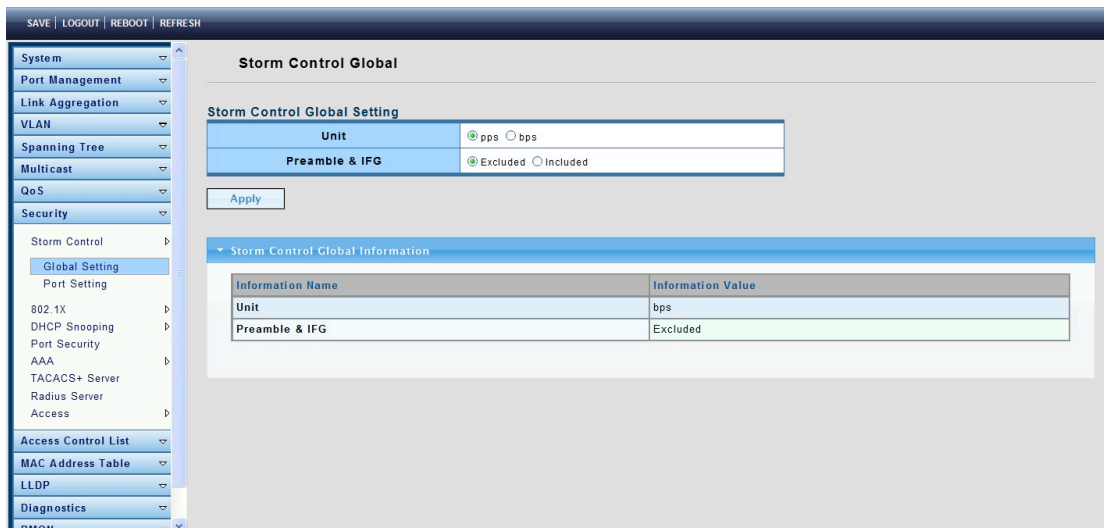 SAVE | LOGOUT | REBOOT | REFRESH
System
Port Management
Link Aggregation
VLAN
Spanning Tree
Multicast
QoS
Security
Storm Control
Global Setting
Port Setting
802.1X
DHCP Snooping
Port Security
AAA
TACACS+ Server
Radius Server
Access
Access Control List
MAC Address Table
LLDP
Diagnostics
RMON
Storm Control Global
Storm Control Global Setting
Unit pps bps
Preamble & IFG Excluded Included
Apply
Storm Control Global Information
Information Name Information Value
Unit bps
Preamble & IFG Excluded